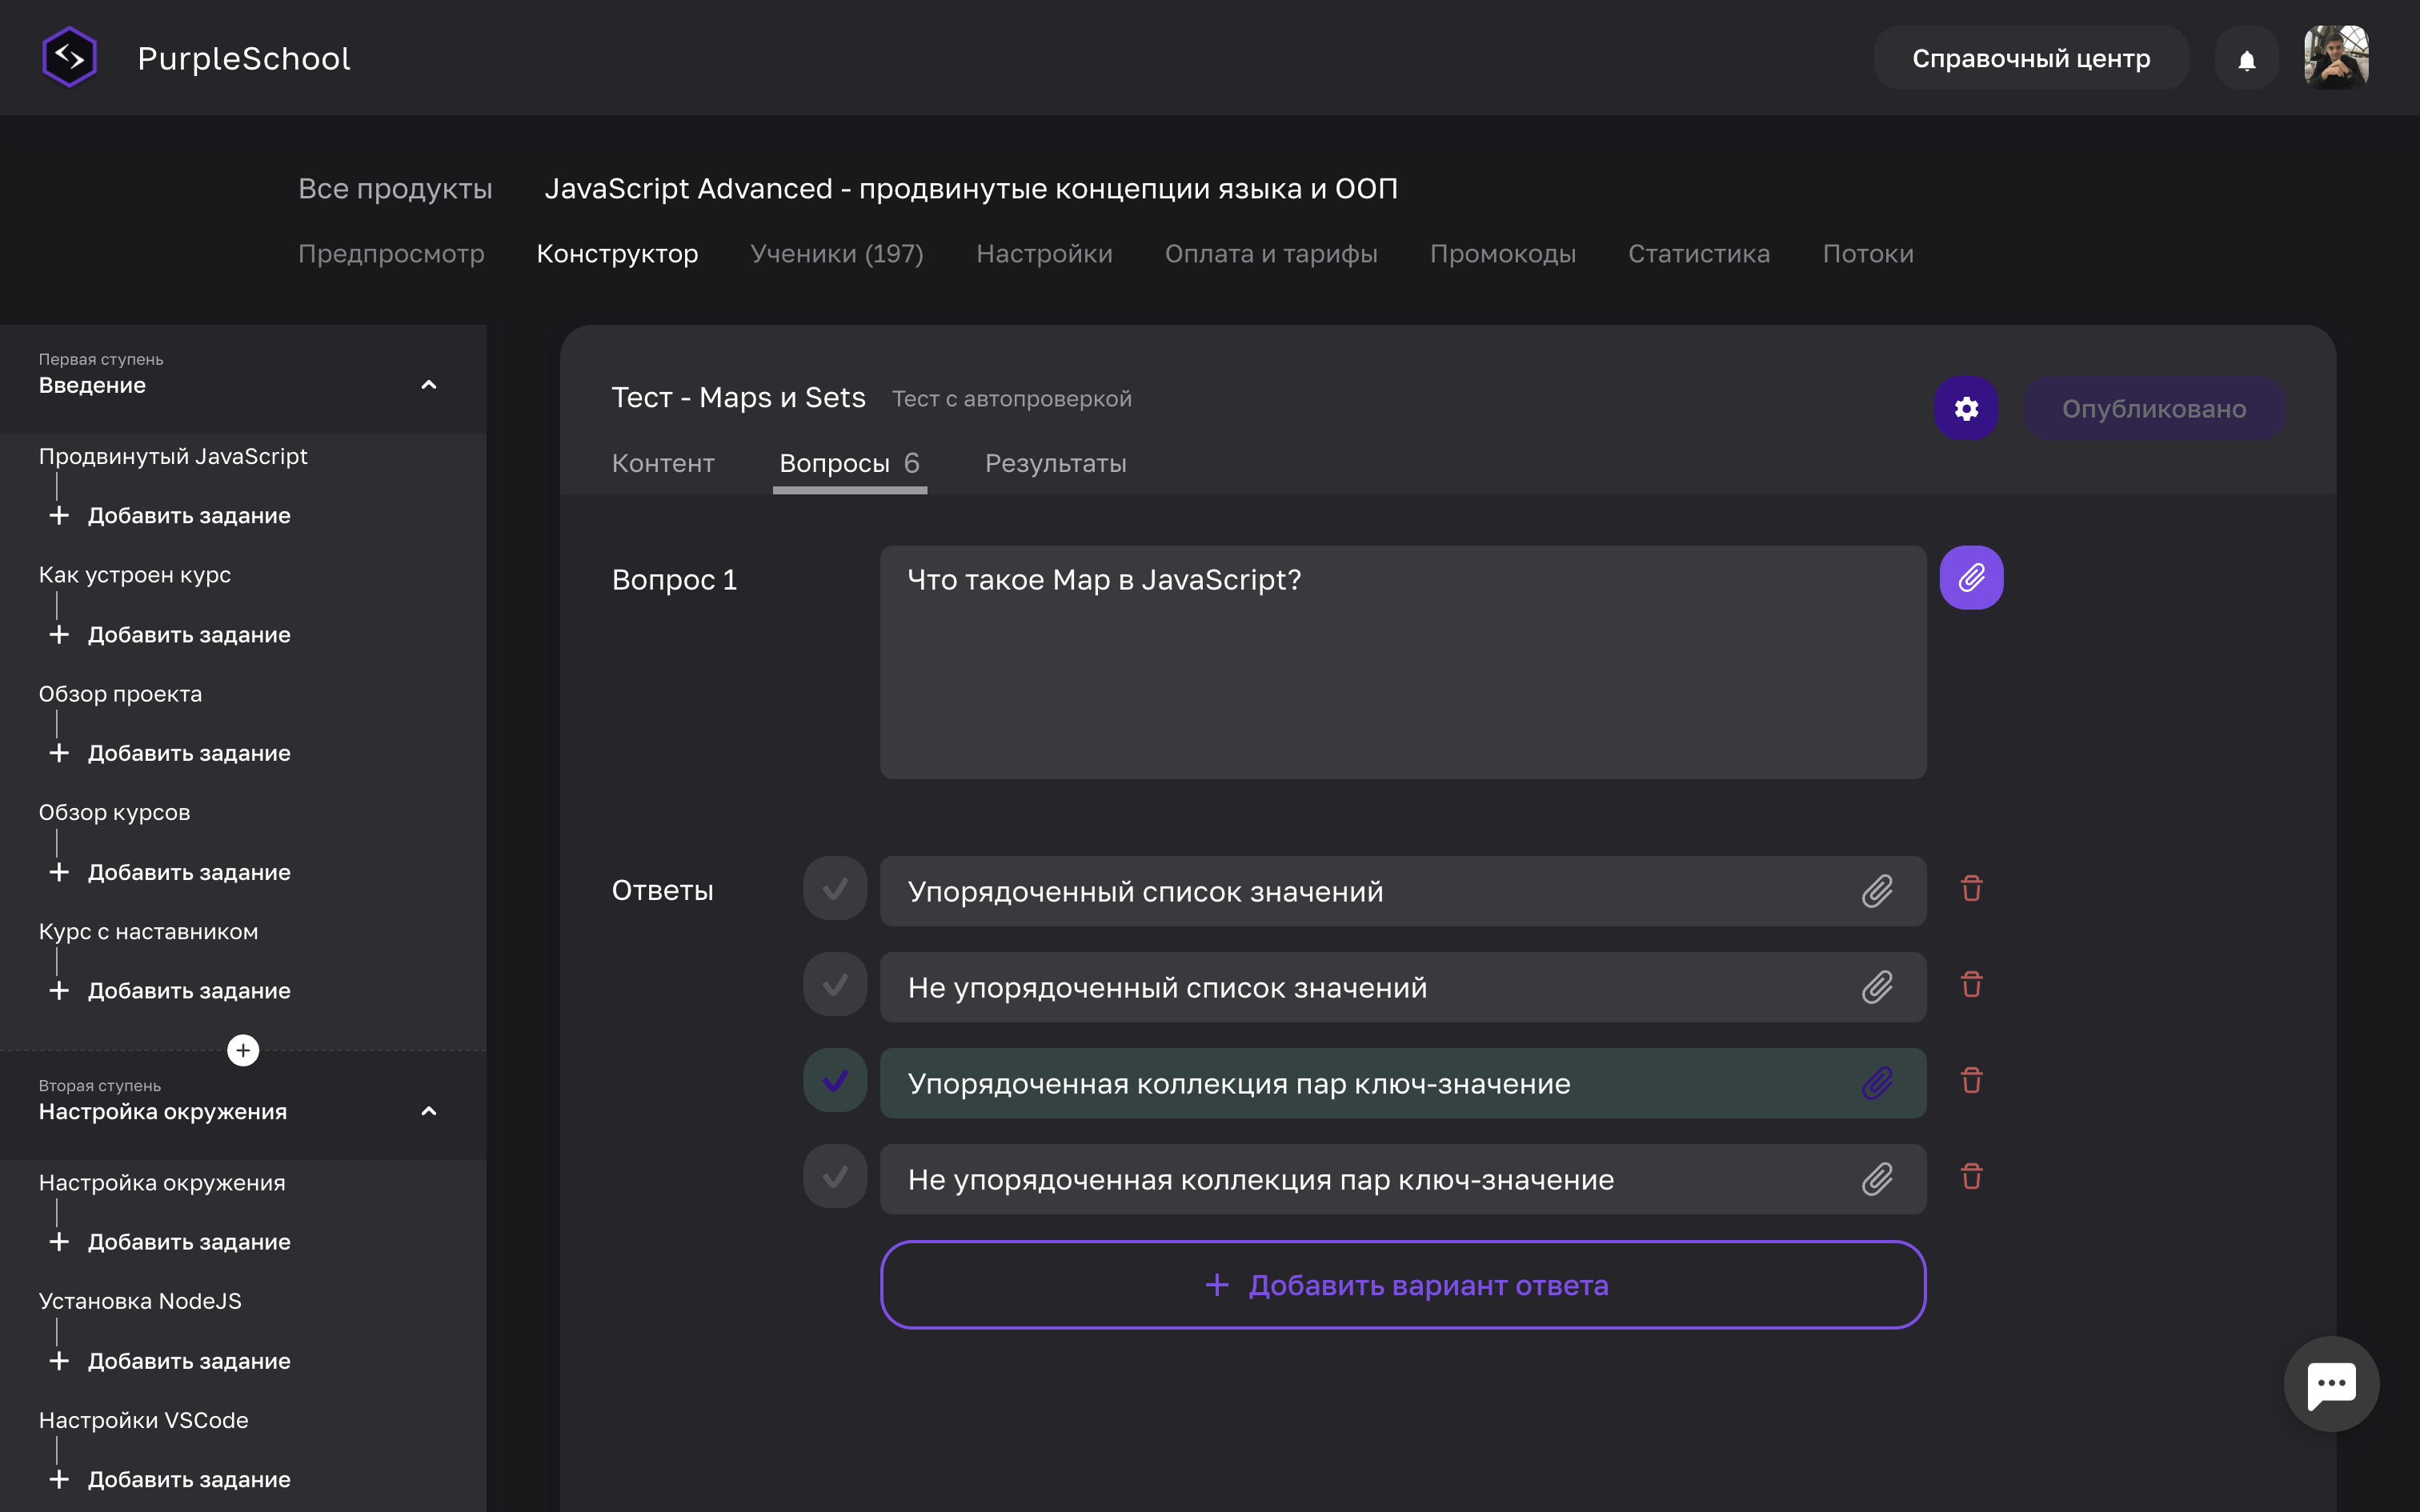 PurpleSchool
Справочный центр
Все продукты
JavaScript Advanced - продвинутые концепции языка и ООП
Предпросмотр
Конструктор
Ученики (197)
Настройки
Оплата и тарифы
Промокоды
Статистика
Потоки
Первая ступень
Введение
Продвинутый JavaScript
Добавить задание
Как устроен курс
Добавить задание
Обзор проекта
Добавить задание
Обзор курсов
Добавить задание
Курс с наставником
Добавить задание
Вторая ступень
Настройка окружения
Настройка окружения
Добавить задание
Установка NodeJS
Добавить задание
Настройки VSCode
Добавить задание
Тест - Maps и Sets
Тест с автопроверкой
Опубликовано
Контент
Вопросы 6
Результаты
Вопрос 1
Что такое Map в JavaScript?
Ответы
Упорядоченный список значений
Не упорядоченный список значений
Упорядоченная коллекция пар ключ-значение
Не упорядоченная коллекция пар ключ-значение
Добавить вариант ответа